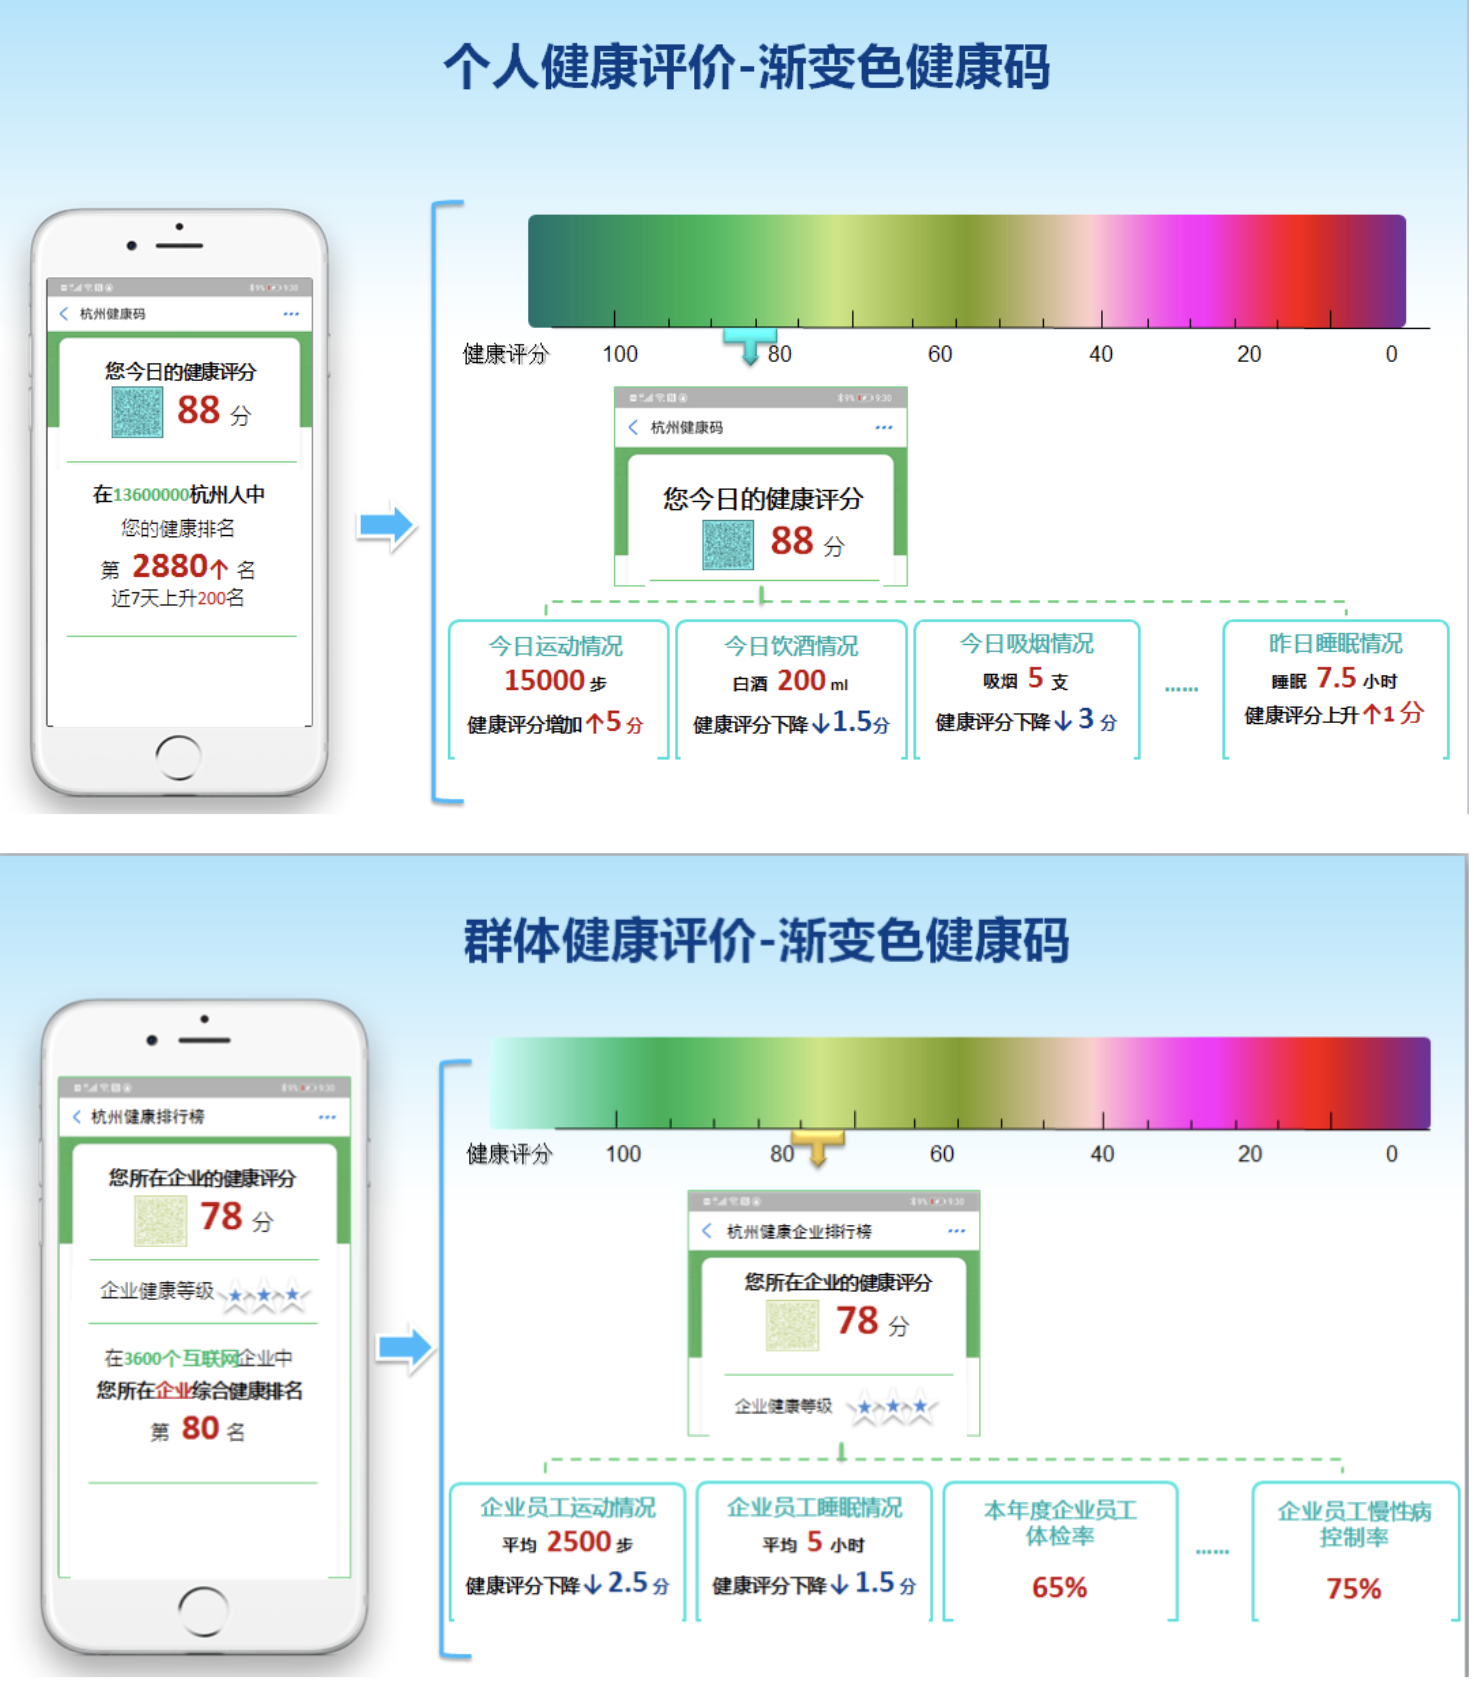 个人健康评价-渐变色健康码
9:30
杭州健康码
您今日的健康评分
88 分
在13600000杭州人中
您的健康排名
第 2880↑ 名
近7天上升200名
健康评分 100 80 60 40 20 0
9:30
杭州健康码
您今日的健康评分
88 分
今日运动情况
15000 步
健康评分增加↑5 分
今日饮酒情况
白酒 200 ml
健康评分下降↓1.5分
今日吸烟情况
吸烟 5 支
健康评分下降↓3 分
......
昨日睡眠情况
睡眠 7.5 小时
健康评分上升↑1 分
群体健康评价-渐变色健康码
9:30
杭州健康排行榜
您所在企业的健康评分
78 分
企业健康等级
在3600个互联网企业中
您所在企业综合健康排名
第 80 名
健康评分 100 80 60 40 20 0
9:30
杭州健康企业排行榜
您所在企业的健康评分
78 分
企业健康等级
企业员工运动情况
平均 2500 步
健康评分下降↓2.5 分
企业员工睡眠情况
平均 5 小时
健康评分下降↓1.5 分
本年度企业员工
体检率
65%
......
企业员工慢性病
控制率
75%